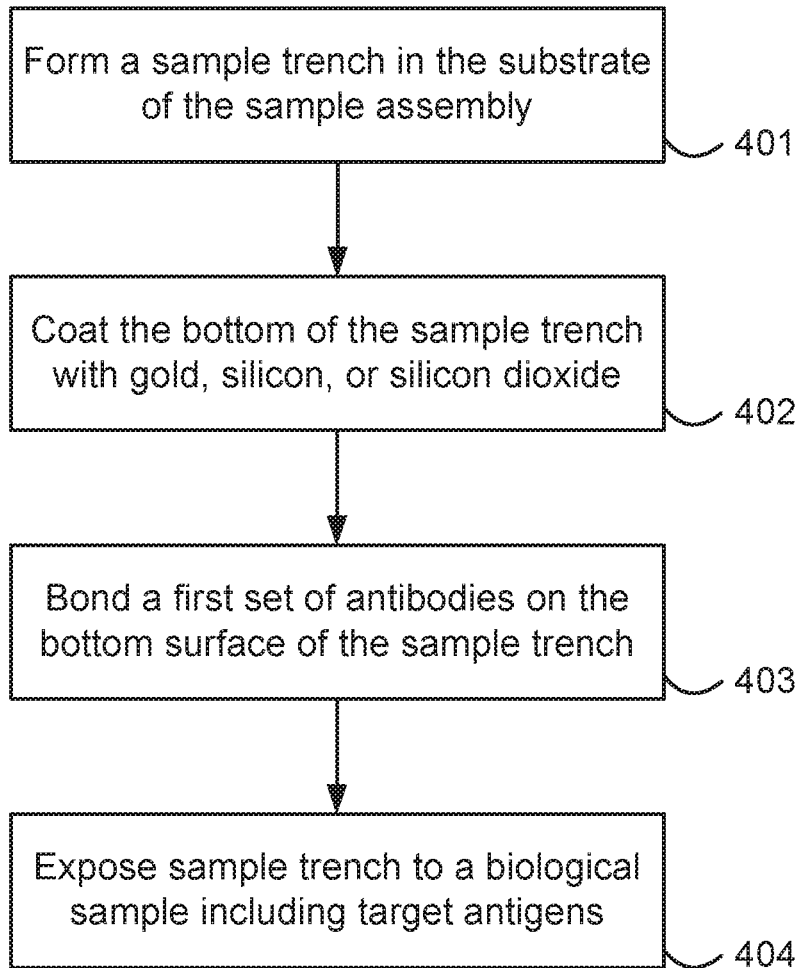 Form a sample trench in the substrate
of the sample assembly
401
Coat the bottom of the sample trench
with gold, silicon, or silicon dioxide
402
Bond a first set of antibodies on the
bottom surface of the sample trench
403
Expose sample trench to a biological
sample including target antigens
404